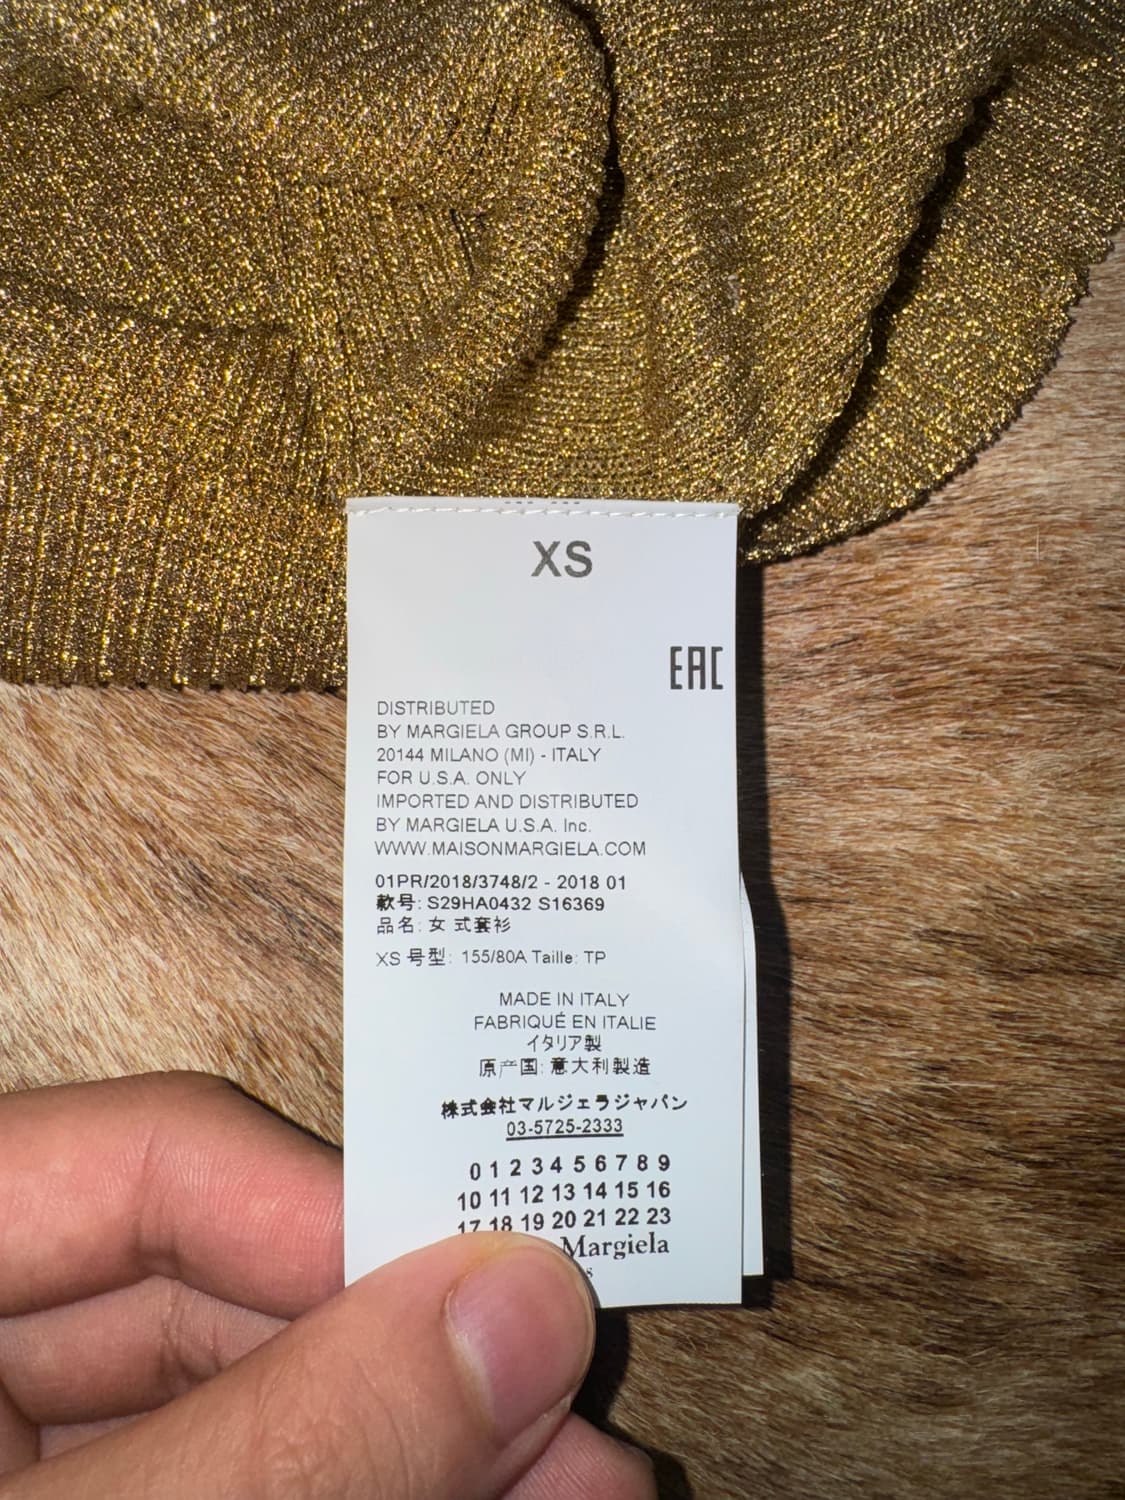 XS
EAC
DISTRIBUTED
BY MARGIELA GROUP S.R.L.
20144 MILANO (MI) - ITALY
FOR U.S.A. ONLY
IMPORTED AND DISTRIBUTED
BY MARGIELA U.S.A. Inc.
WWW.MAISONMARGIELA.COM
01PR/2018/3748/2 - 2018 01
款号: S29HA0432 S16369
品名: 女 式套衫
XS 号型: 155/80A Taille: TP
MADE IN ITALY
FABRIQUÉ EN ITALIE
イタリア製
原产国: 意大利製造
株式会社マルジェラジャパン
03-5725-2333
0 1 2 3 4 5 6 7 8 9
10 11 12 13 14 15 16
17 18 19 20 21 22 23
Margiela